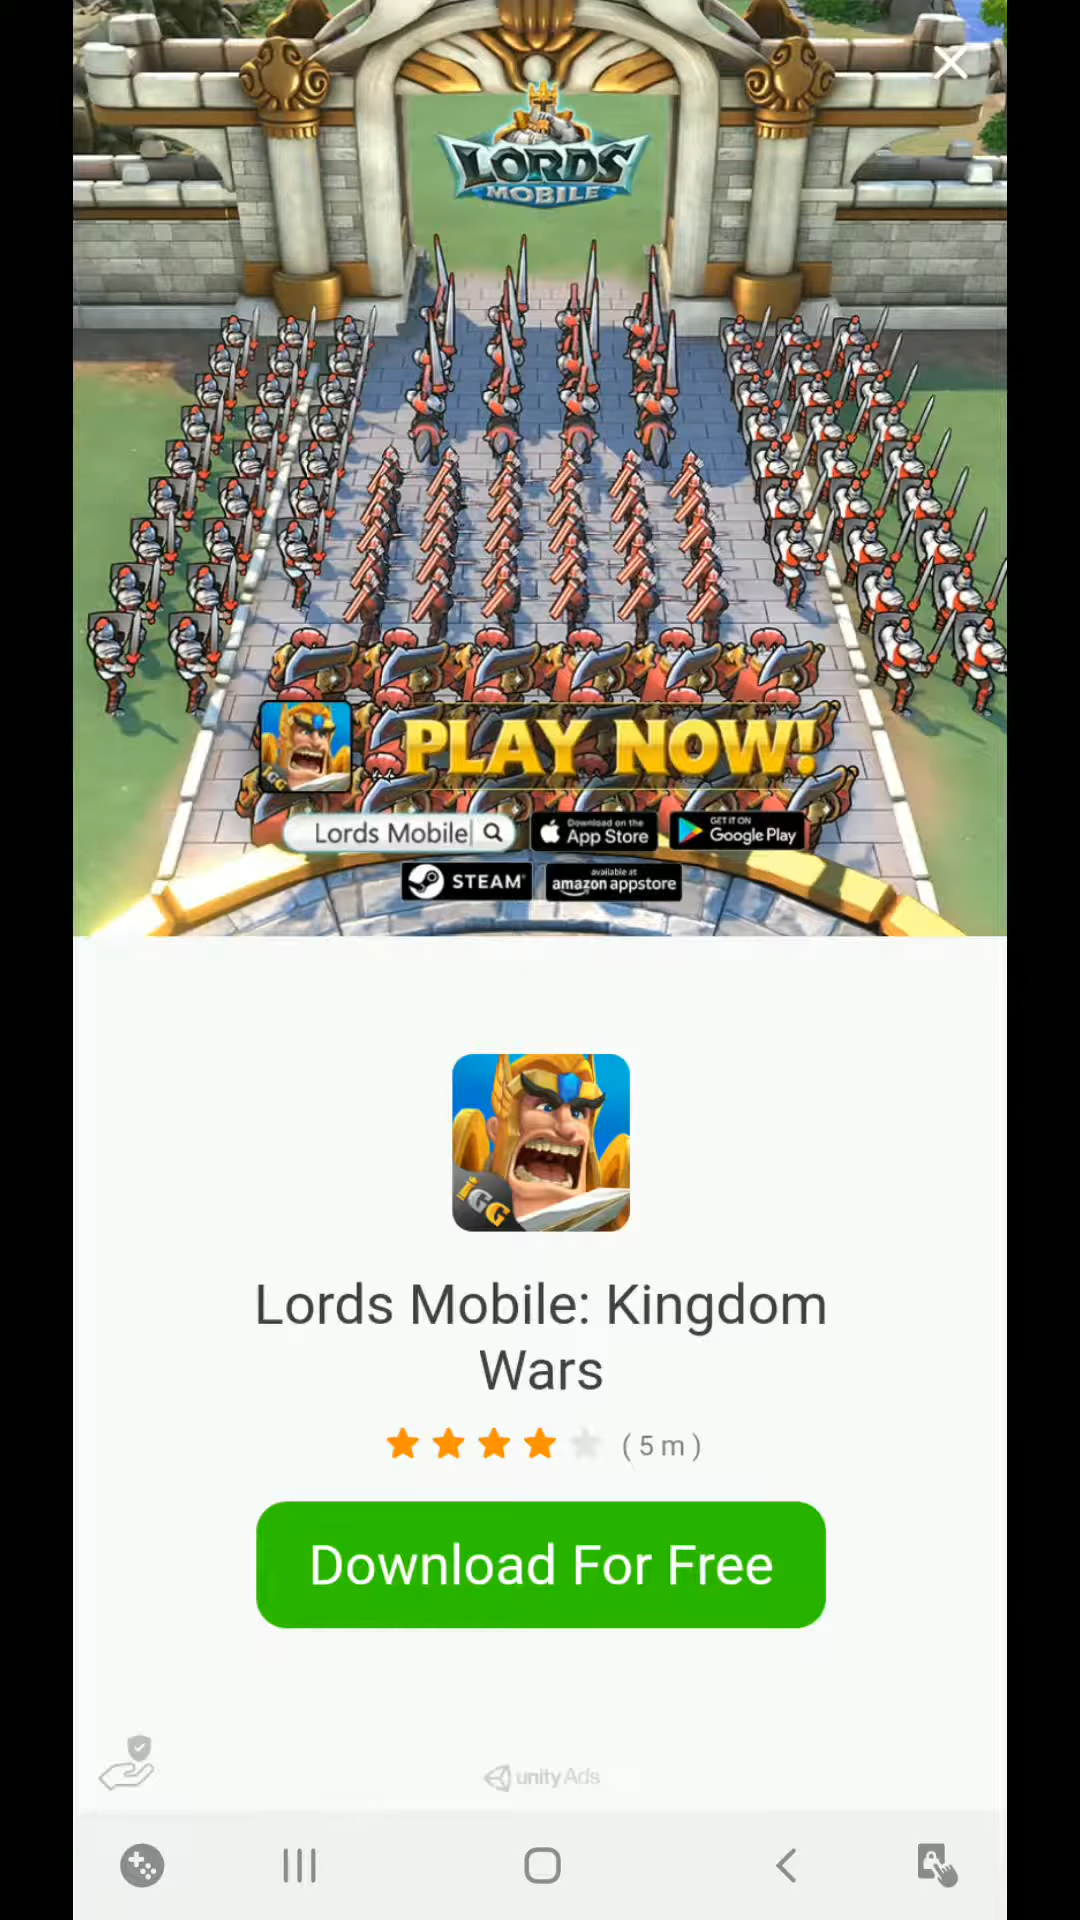 LORDS
MOBILE
IGG
PLAY NOW!
Lords Mobile
Download on the
App Store
GET IT ON
Google Play
STEAM
available at
amazon appstore
IGG
Lords Mobile: Kingdom
Wars
( 5 m )
Download For Free
unity Ads